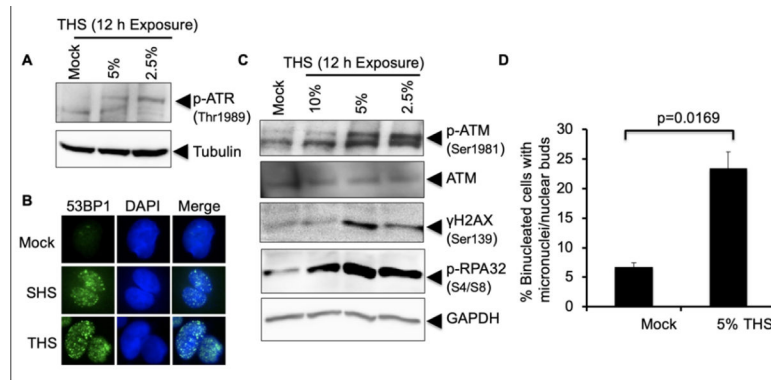 THS (12 h Exposure)
A
Mock
5%
2.5%
p-ATR
(Thr1989)
Tubulin
B
53BP1 DAPI Merge
Mock
SHS
THS
C
THS (12 h Exposure)
Mock
10%
5%
2.5%
p-ATM
(Ser1981)
ATM
γH2AX
(Ser139)
p-RPA32
(S4/S8)
GAPDH
D
p=0.0169
% Binucleated cells with
micronuclei/nuclear buds
30
25
20
15
10
5
0
Mock 5% THS